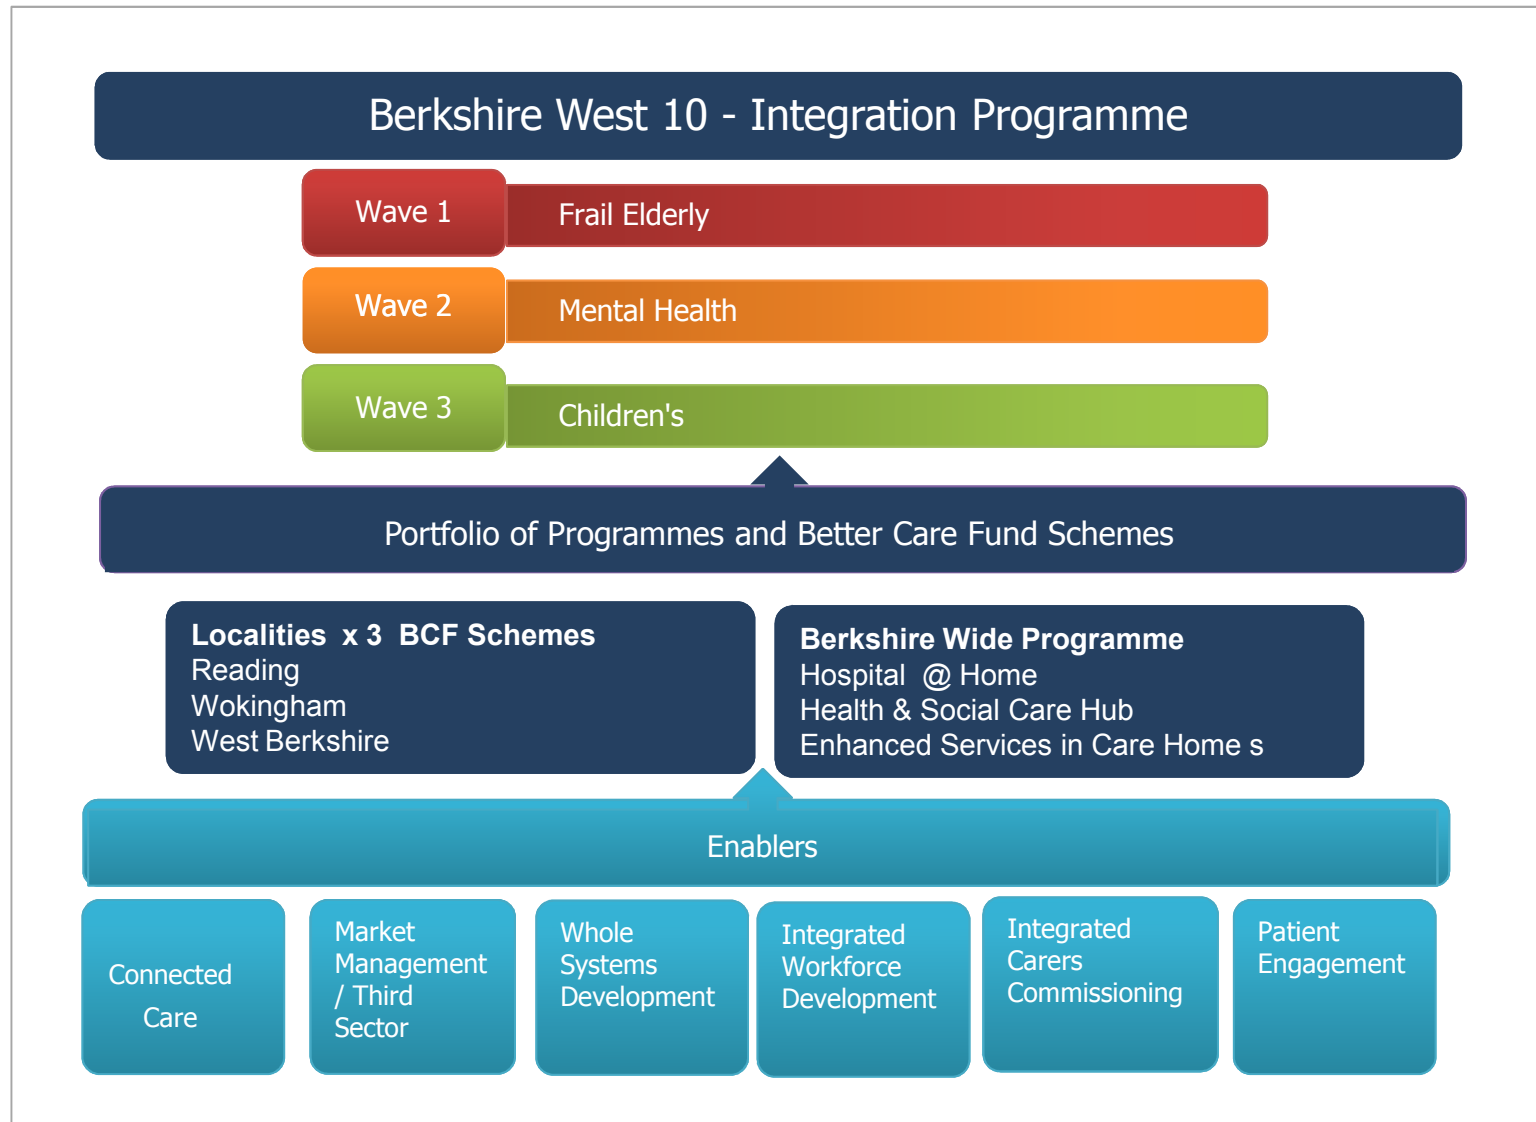 Berkshire West 10 - Integration Programme
Wave 1
Frail Elderly
Wave 2
Mental Health
Wave 3
Children's
Portfolio of Programmes and Better Care Fund Schemes
Localities x 3 BCF Schemes
Reading
Wokingham
West Berkshire
Berkshire Wide Programme
Hospital @ Home
Health & Social Care Hub
Enhanced Services in Care Home s
Enablers
Connected
Care
Market
Management
/ Third
Sector
Whole
Systems
Development
Integrated
Workforce
Development
Integrated
Carers
Commissioning
Patient
Engagement